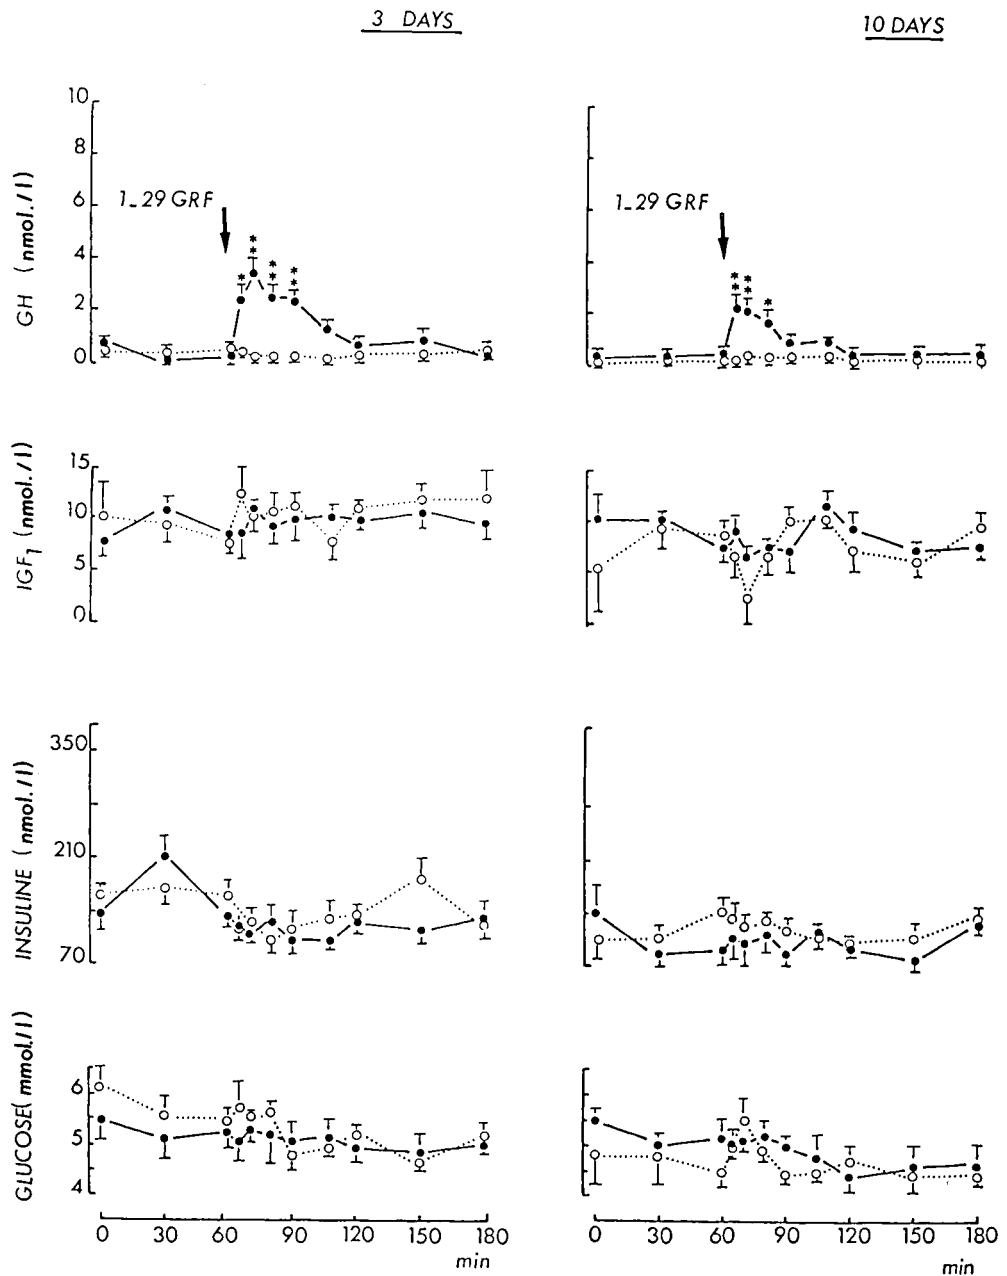 3 DAYS
10 DAYS
GH (nmol./l)
10
8
6
4
2
0
1_29 GRF
*
**
**
**
1_29 GRF
**
**
*
IGF1 (nmol./l)
15
10
5
0
INSULINE (nmol./l)
350
210
70
GLUCOSE(mmol./l)
6
5
4
0 30 60 90 120 150 180
min
0 30 60 90 120 150 180
min